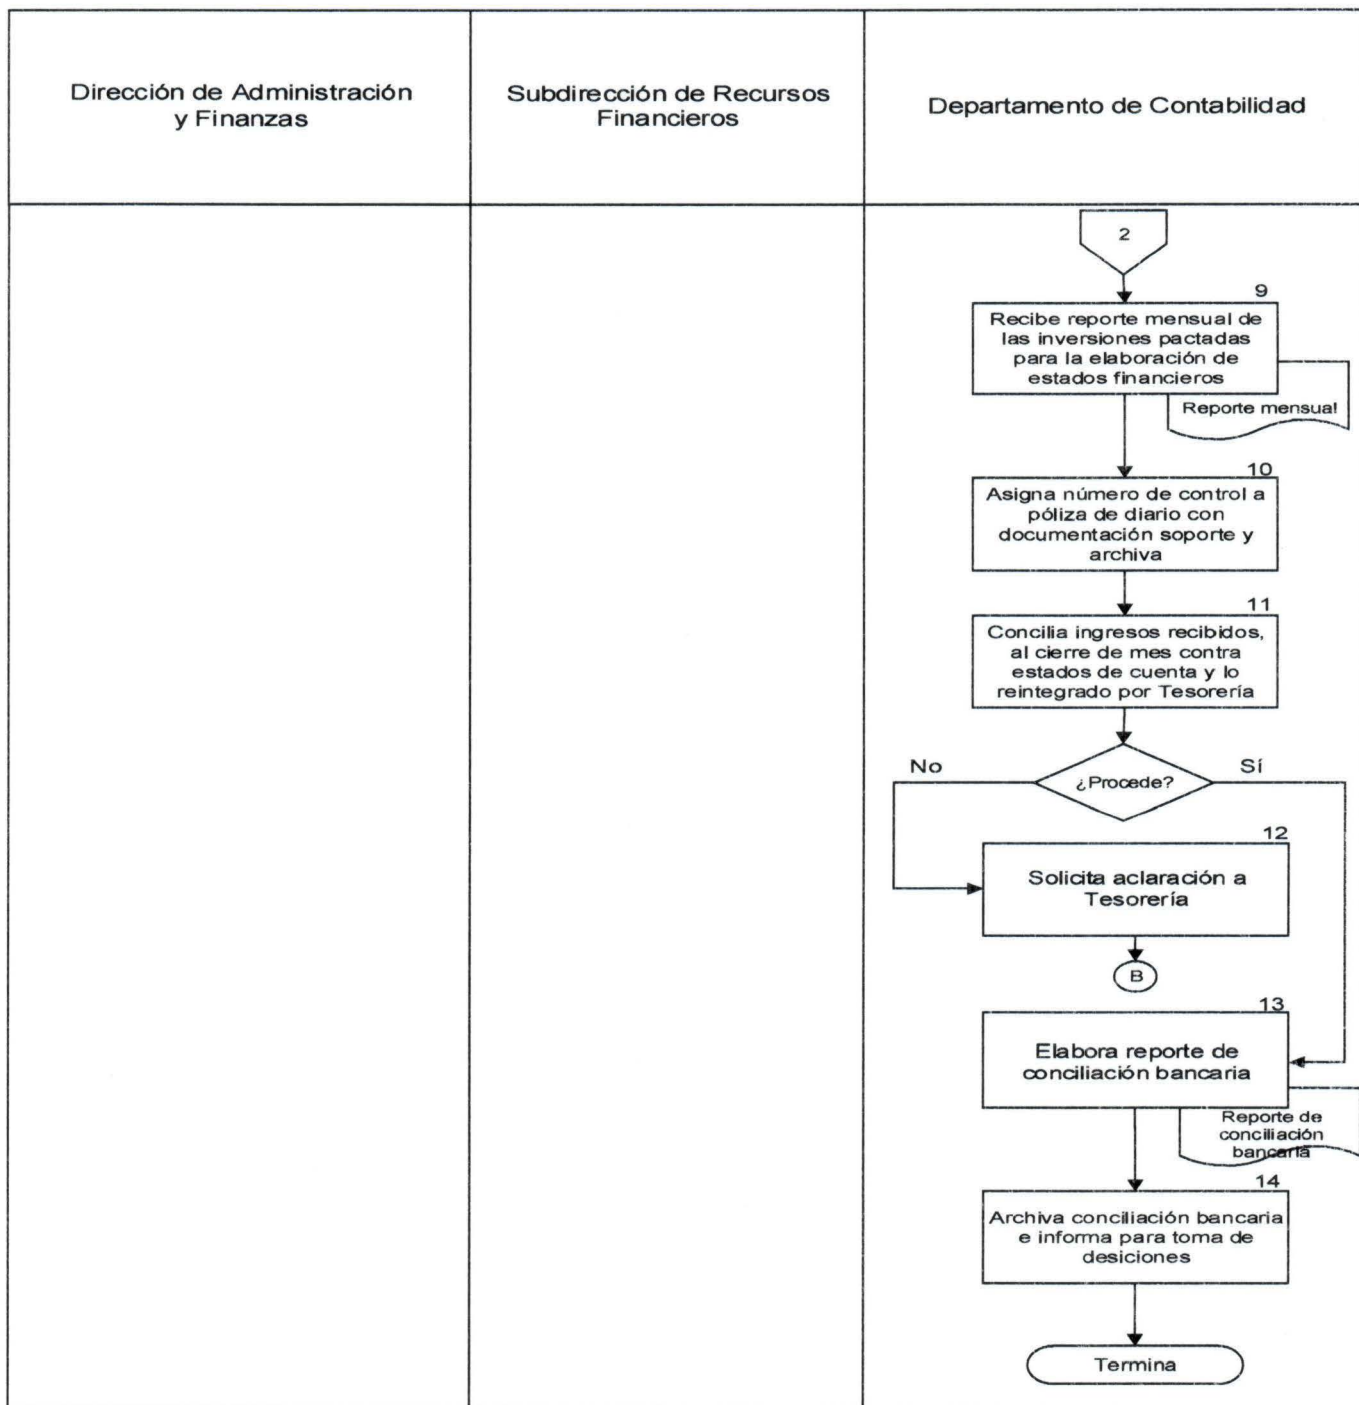 Dirección de Administración
y Finanzas
Subdirección de Recursos
Financieros
Departamento de Contabilidad
2
9
Recibe reporte mensual de
las inversiones pactadas
para la elaboración de
estados financieros
Reporte mensual
10
Asigna número de control a
póliza de diario con
documentación soporte y
archiva
11
Concilia ingresos recibidos,
al cierre de mes contra
estados de cuenta y lo
reintegrado por Tesorería
No
¿Procede?
Sí
12
Solicita aclaración a
Tesorería
B
13
Elabora reporte de
conciliación bancaria
Reporte de
conciliación
bancaria
14
Archiva conciliación bancaria
e informa para toma de
desiciones
Termina